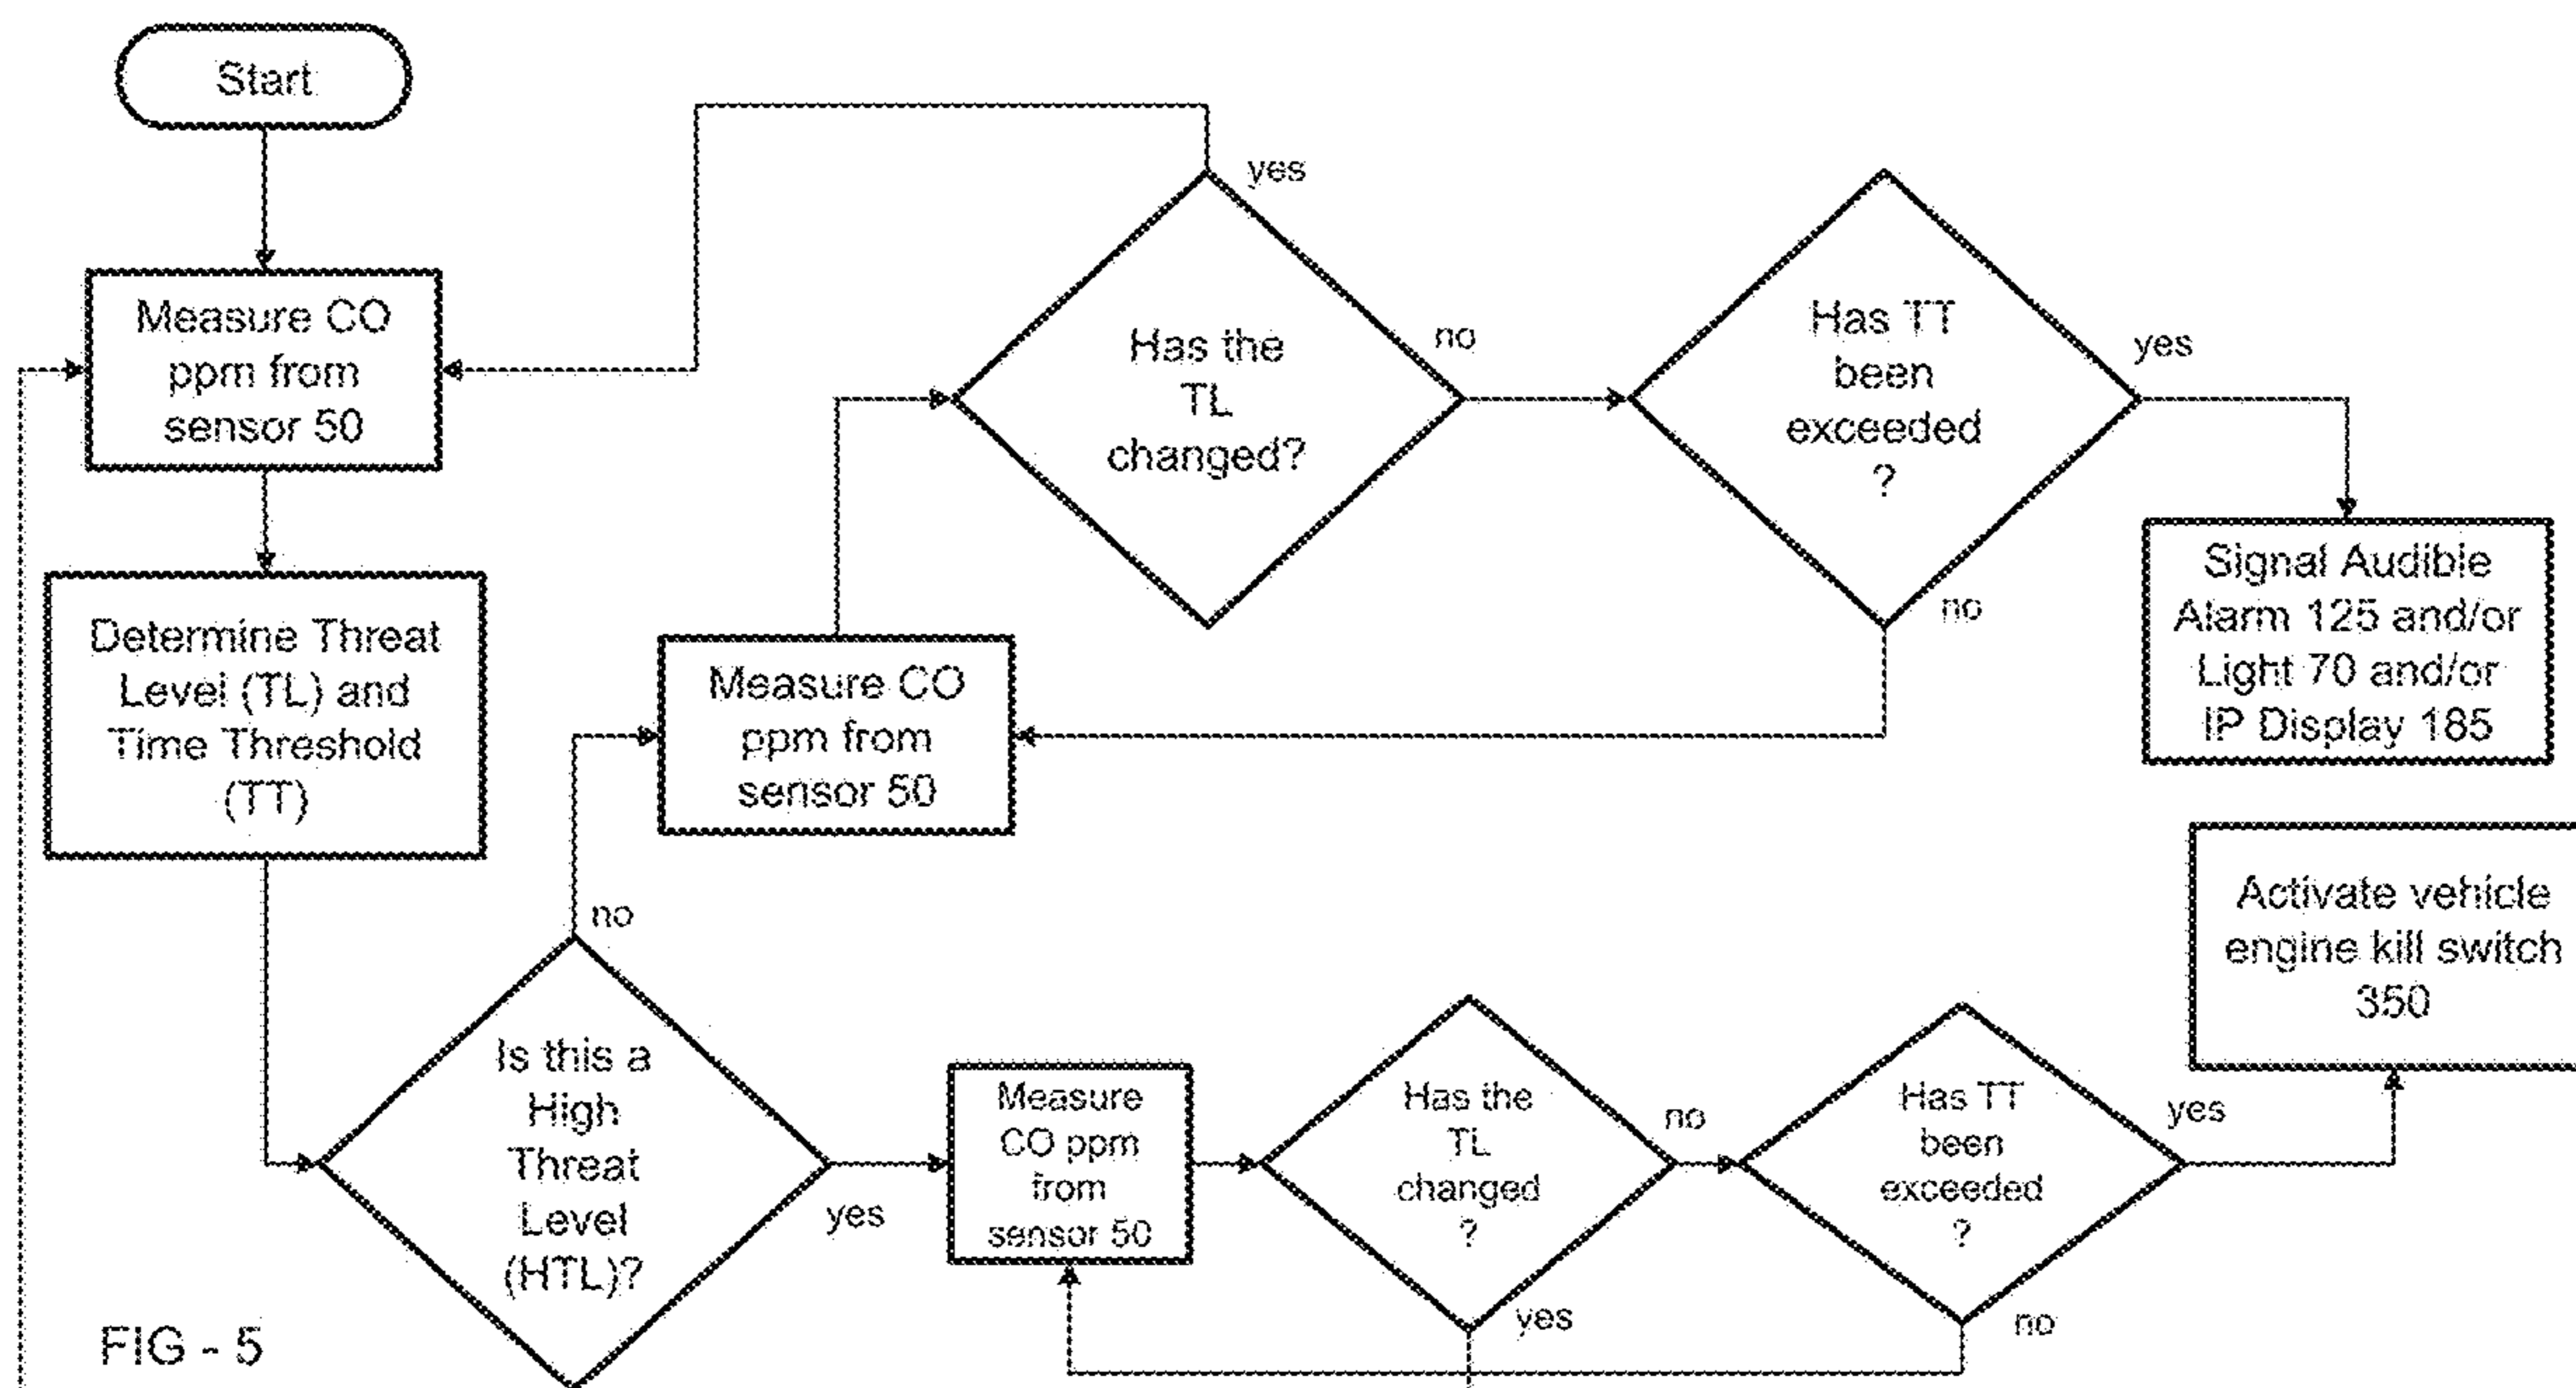 Start
Measure CO
ppm from
sensor 50
Determine Threat
Level (TL) and
Time Threshold
(TT)
yes
Has the
TL
changed?
no
Has TT
been
exceeded
?
yes
no
Signal Audible
Alarm 125 and/or
Light 70 and/or
IP Display 185
Measure CO
ppm from
sensor 50
no
Is this a
High
Threat
Level
(HTL)?
yes
Measure
CO ppm
from
sensor 50
Has the
TL
changed
?
no
yes
Has TT
been
exceeded
?
yes
no
Activate vehicle
engine kill switch
350
FIG - 5